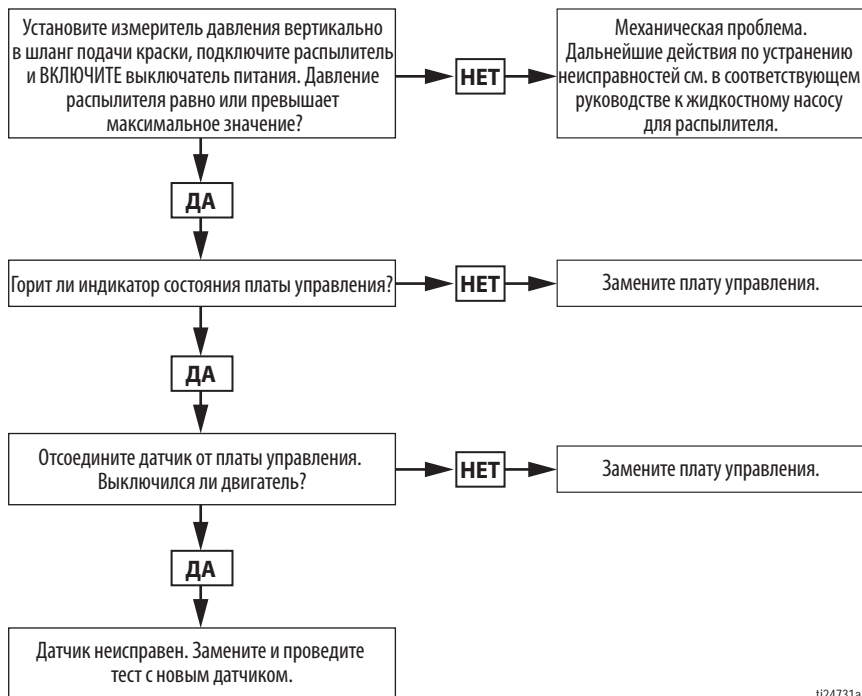 Установите измеритель давления вертикально
в шланг подачи краски, подключите распылитель
и ВКЛЮЧИТЕ выключатель питания. Давление
распылителя равно или превышает
максимальное значение?
НЕТ
Механическая проблема.
Дальнейшие действия по устранению
неисправностей см. в соответствующем
руководстве к жидкостному насосу
для распылителя.
ДА
Горит ли индикатор состояния платы управления?
НЕТ
Замените плату управления.
ДА
Отсоедините датчик от платы управления.
Выключился ли двигатель?
НЕТ
Замените плату управления.
ДА
Датчик неисправен. Замените и проведите
тест с новым датчиком.
ti24731a